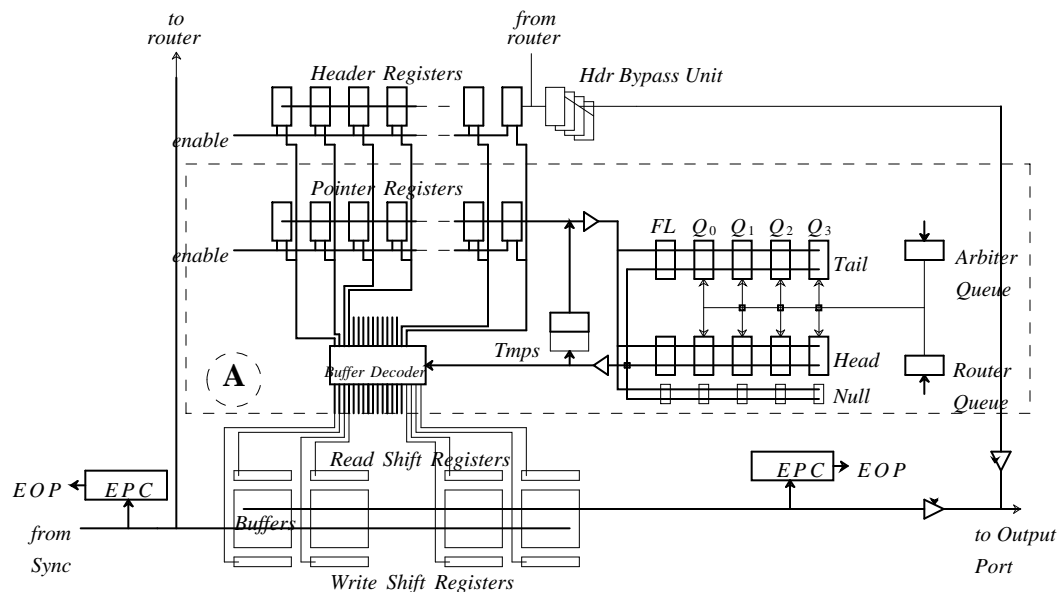 to
router
from
router
Header Registers
Hdr Bypass Unit
enable
Pointer Registers
enable
FL Q0 Q1 Q2 Q3
Tail
Arbiter
Queue
Tmps
Head
Buffer Decoder
A
Null
Router
Queue
Read Shift Registers
EOP
EPC
EPC
EOP
Buffers
from
Sync
to Output
Port
Write Shift Registers